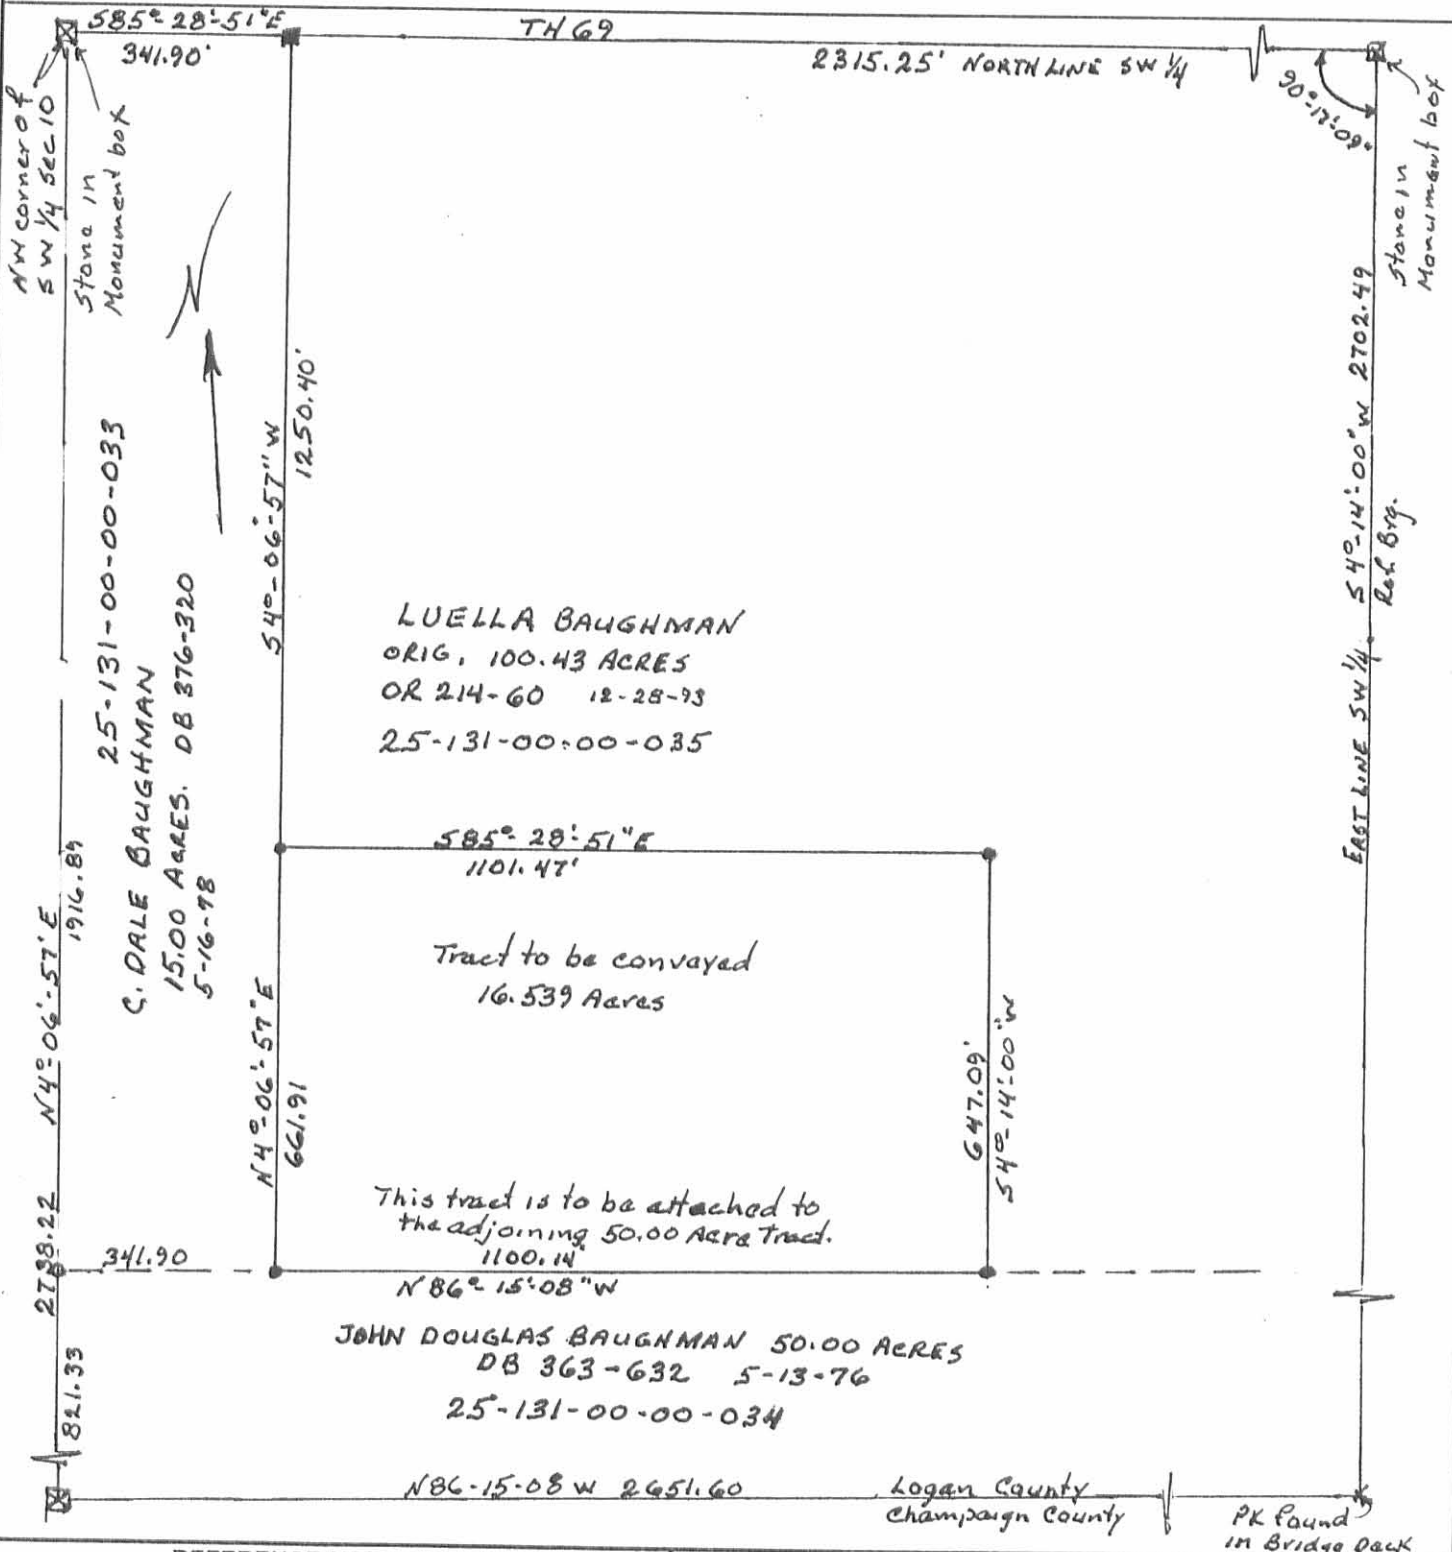 S85°-28'-51"E
341.90'
TH 69
2315.25' NORTH LINE SW 1/4
90°-17'-09"
NW corner of
SW 1/4 SEC 10
Stone in
Monument box
Stone in
Monument box
N
1250.40'
S4°-06'-57"W
25-131-00-00-033
C. DALE BAUGHMAN
15.00 ACRES. DB 376-320
5-16-78
EAST LINE SW 1/4 S4°-14'-00"W 2702.49
Ref. Brg.
LUELLA BAUGHMAN
ORIG. 100.43 ACRES
OR 214-60 12-28-93
25-131-00-00-035
S85°-28'-51"E
1101.47'
Tract to be conveyed
16.539 Acres
N4°-06'-57"E
661.91
647.09'
S4°-14'-00"W
2738.22 N4°-06'-57'E
1916.89
This tract is to be attached to
the adjoining 50.00 Acre Tract.
341.90
1100.14'
N86°-15'-08"W
JOHN DOUGLAS BAUGHMAN 50.00 ACRES
DB 363-632 5-13-76
25-131-00-00-034
821.33
N86-15-08 W 2651.60
Logan County
Champaign County
PK found
in Bridge Deck